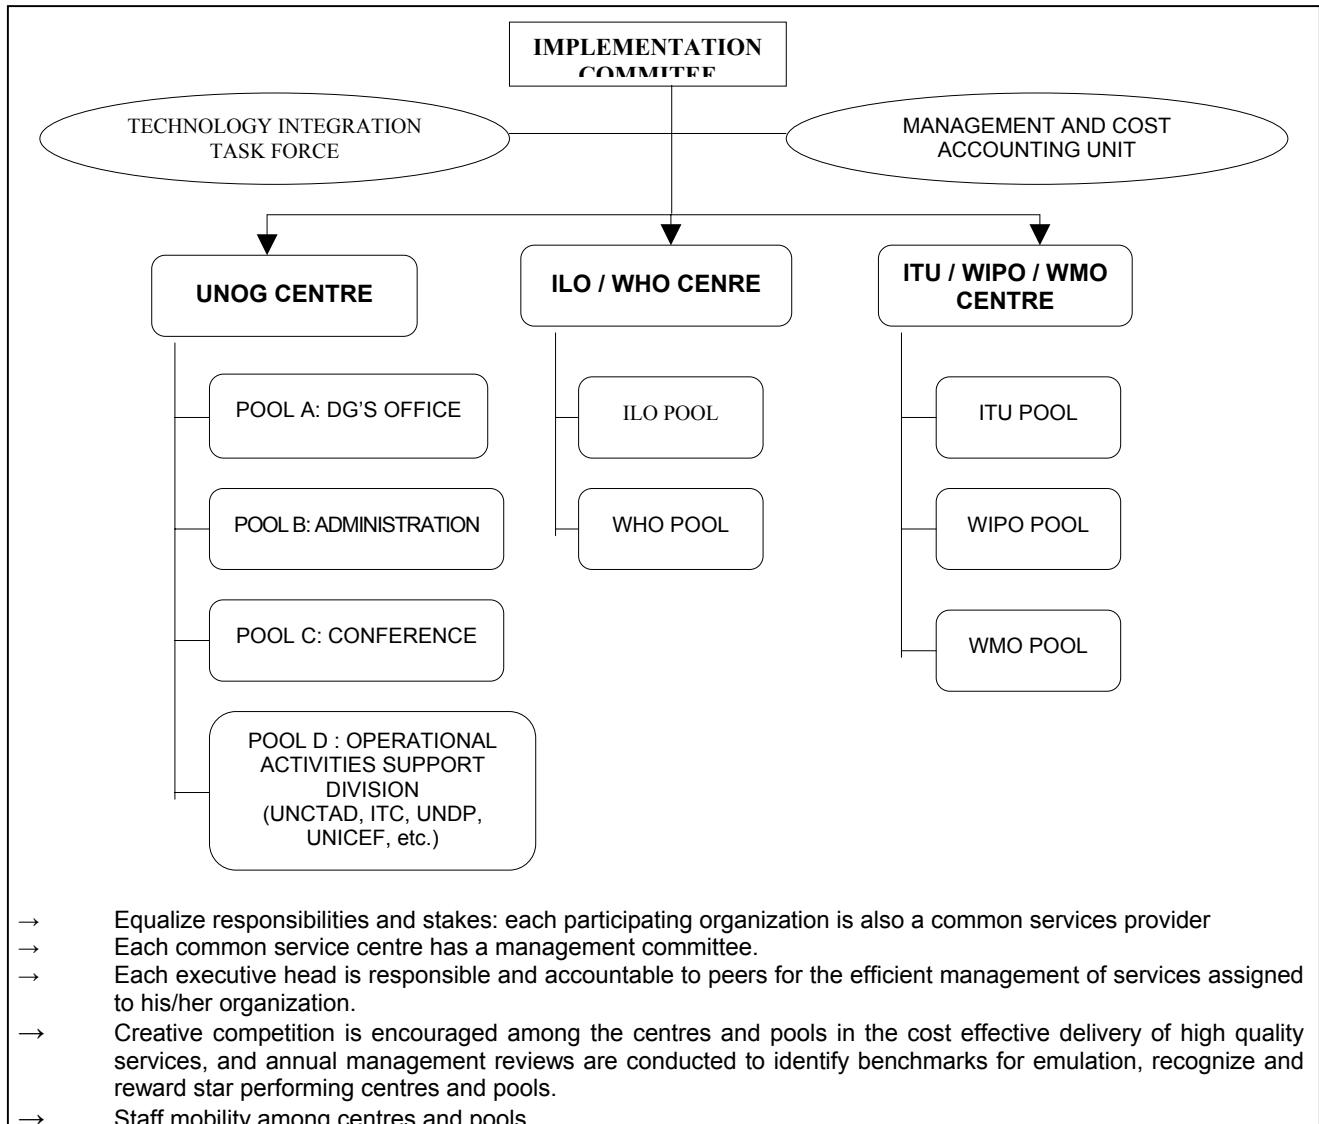 IMPLEMENTATION
COMMITEE
TECHNOLOGY INTEGRATION
TASK FORCE
MANAGEMENT AND COST
ACCOUNTING UNIT
UNOG CENTRE
ILO / WHO CENRE
ITU / WIPO / WMO
CENTRE
POOL A: DG'S OFFICE
ILO POOL
ITU POOL
POOL B: ADMINISTRATION
WHO POOL
WIPO POOL
POOL C: CONFERENCE
WMO POOL
POOL D : OPERATIONAL
ACTIVITIES SUPPORT
DIVISION
(UNCTAD, ITC, UNDP,
UNICEF, etc.)
→ Equalize responsibilities and stakes: each participating organization is also a common services provider
→ Each common service centre has a management committee.
→ Each executive head is responsible and accountable to peers for the efficient management of services assigned
to his/her organization.
→ Creative competition is encouraged among the centres and pools in the cost effective delivery of high quality
services, and annual management reviews are conducted to identify benchmarks for emulation, recognize and
reward star performing centres and pools.
→ Staff mobility among centres and pools